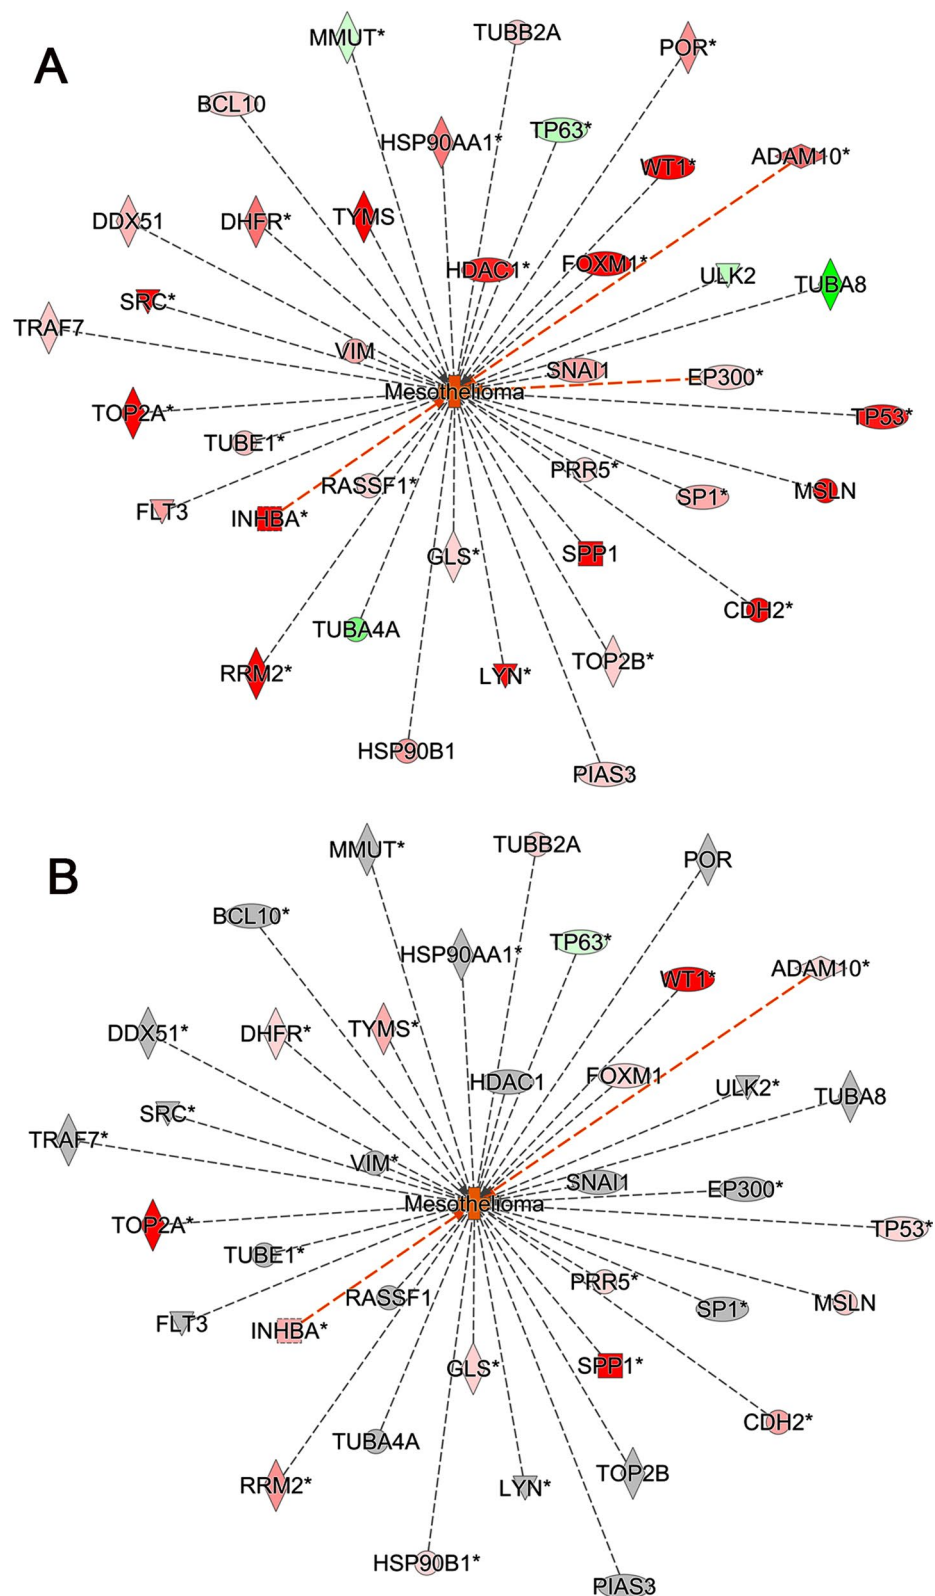 A
MMUT*
TUBB2A
POR*
BCL10
HSP90AA1*
TP63*
WT1*
ADAM10*
DDX51
DHFR*
TYMS
HDAC1*
FOXM1*
ULK2
TUBA8
SRC*
TRAF7
VIM
SNAI1
EP300*
Mesothelioma
TOP2A*
TP53*
TUBE1*
PRR5*
RASSF1*
SP1*
MSLN
FLT3
INHBA*
GLS*
SPP1
CDH2*
TUBA4A
RRM2*
LYN*
TOP2B*
HSP90B1
PIAS3
B
MMUT*
TUBB2A
POR
BCL10*
HSP90AA1*
TP63*
WT1*
ADAM10*
DDX51*
DHFR*
TYMS*
HDAC1
FOXM1
ULK2*
TUBA8
SRC*
TRAF7*
VIM*
SNAI1
EP300*
Mesothelioma
TOP2A*
TP53*
TUBE1*
PRR5*
RASSF1
SP1*
MSLN
FLT3
INHBA*
GLS*
SPP1*
CDH2*
TUBA4A
RRM2*
LYN*
TOP2B
HSP90B1*
PIAS3